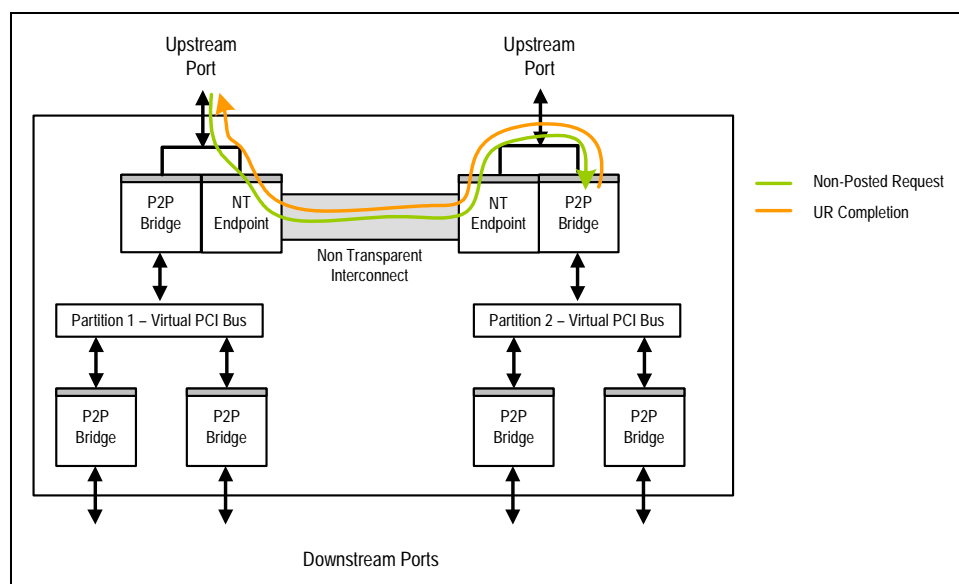 Upstream
Port
Upstream
Port
P2P
Bridge
NT
Endpoint
NT
Endpoint
P2P
Bridge
Non-Posted Request
UR Completion
Non Transparent
Interconnect
Partition 1 – Virtual PCI Bus
Partition 2 – Virtual PCI Bus
P2P
Bridge
P2P
Bridge
P2P
Bridge
P2P
Bridge
Downstream Ports